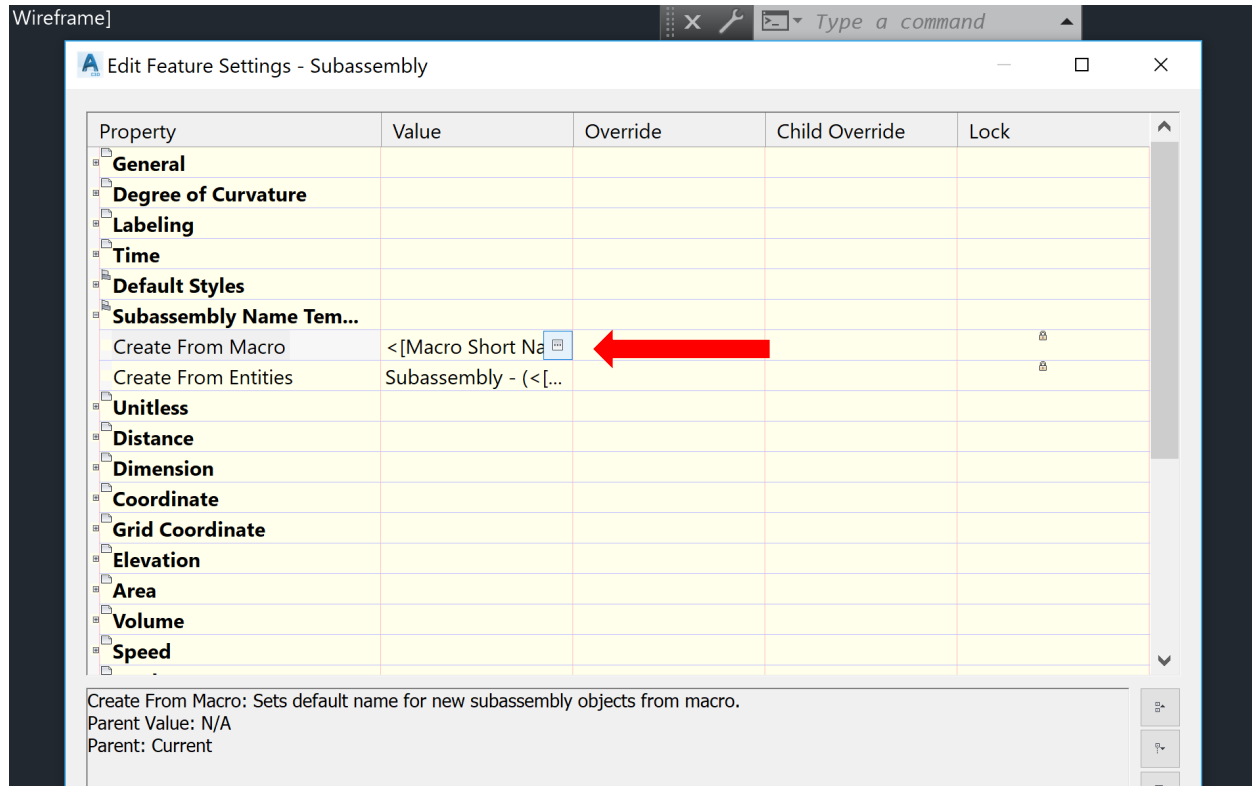 Wireframe]
Type a command
Edit Feature Settings - Subassembly
Property Value Override Child Override Lock
General
Degree of Curvature
Labeling
Time
Default Styles
Subassembly Name Tem...
Create From Macro <[Macro Short Na
Create From Entities Subassembly - (<[...
Unitless
Distance
Dimension
Coordinate
Grid Coordinate
Elevation
Area
Volume
Speed
Create From Macro: Sets default name for new subassembly objects from macro.
Parent Value: N/A
Parent: Current